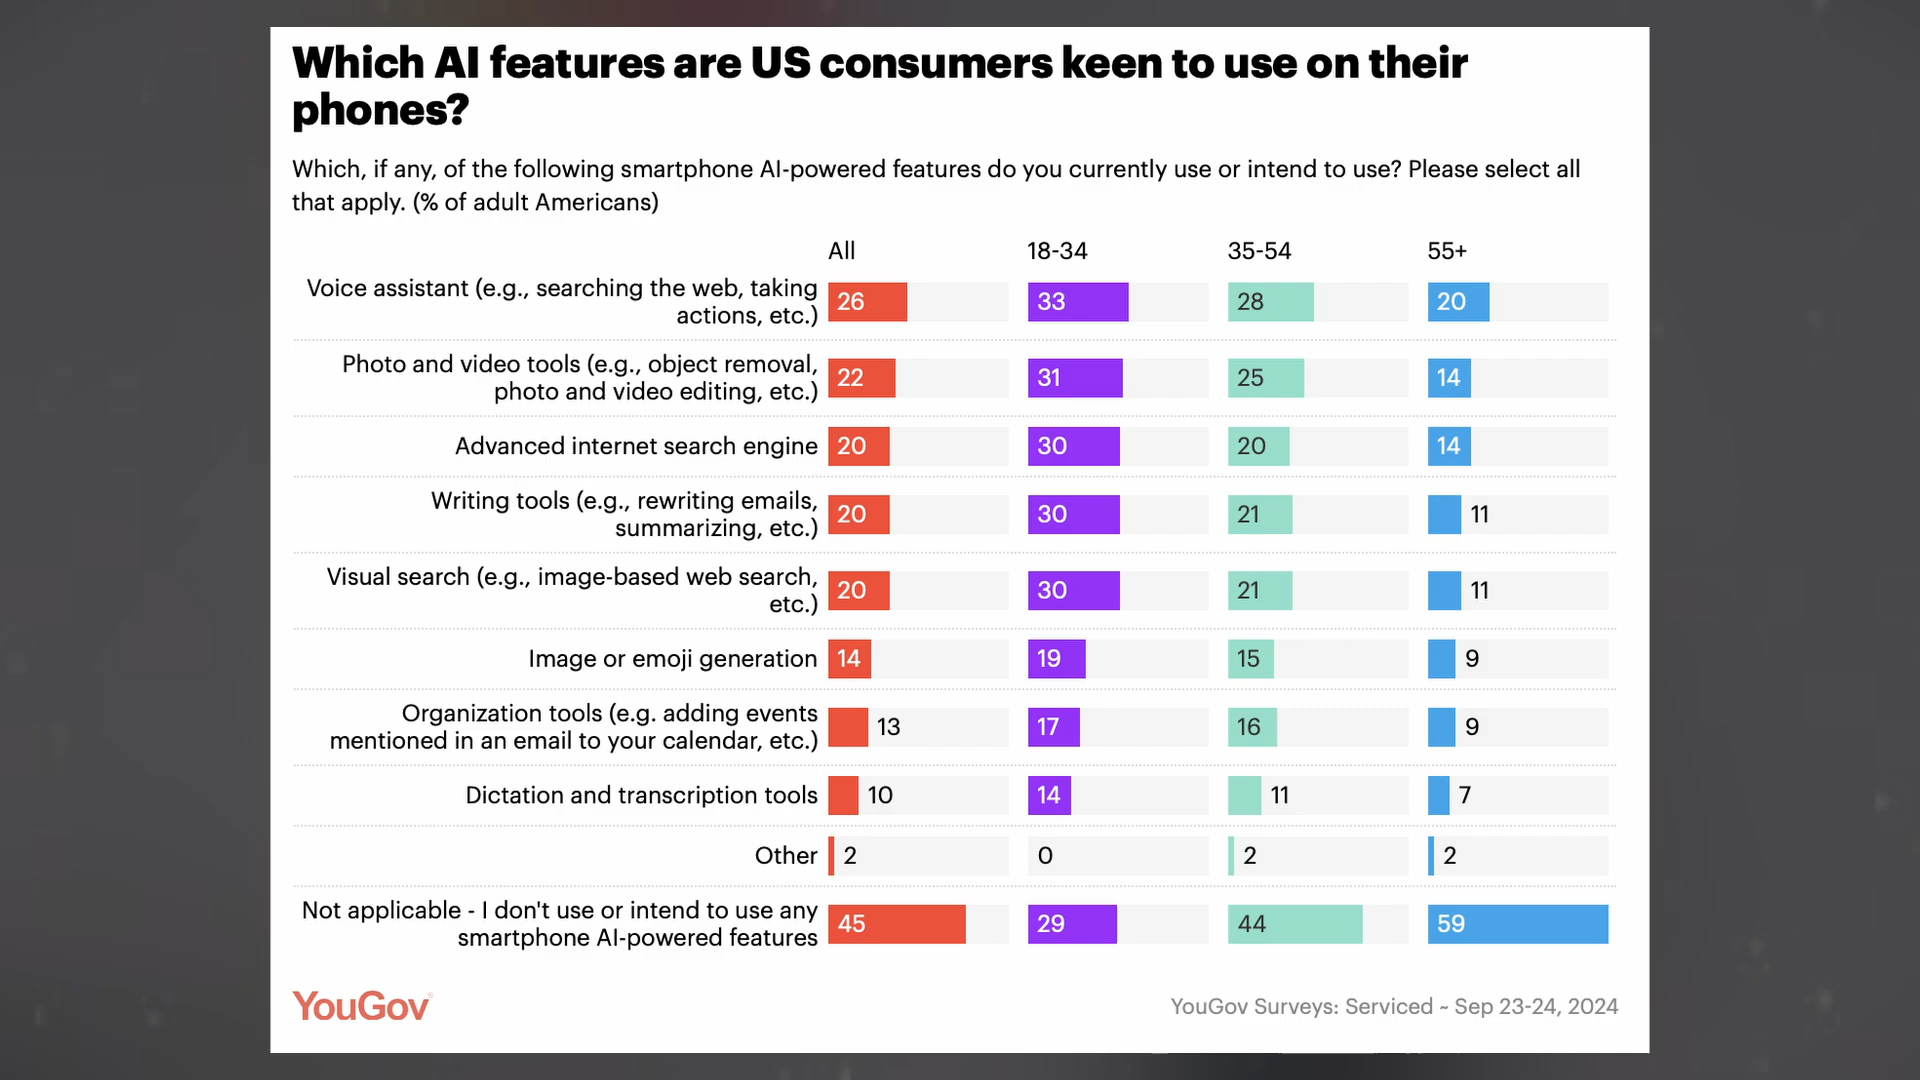 Which AI features are US consumers keen to use on their
phones?
Which, if any, of the following smartphone AI-powered features do you currently use or intend to use? Please select all
that apply. (% of adult Americans)
All 18-34 35-54 55+
Voice assistant (e.g., searching the web, taking
actions, etc.) 26 33 28 20
Photo and video tools (e.g., object removal,
photo and video editing, etc.) 22 31 25 14
Advanced internet search engine 20 30 20 14
Writing tools (e.g., rewriting emails,
summarizing, etc.) 20 30 21 11
Visual search (e.g., image-based web search,
etc.) 20 30 21 11
Image or emoji generation 14 19 15 9
Organization tools (e.g. adding events
mentioned in an email to your calendar, etc.) 13 17 16 9
Dictation and transcription tools 10 14 11 7
Other 2 0 2 2
Not applicable - I don't use or intend to use any
smartphone AI-powered features 45 29 44 59
YouGov YouGov Surveys: Serviced ~ Sep 23-24, 2024